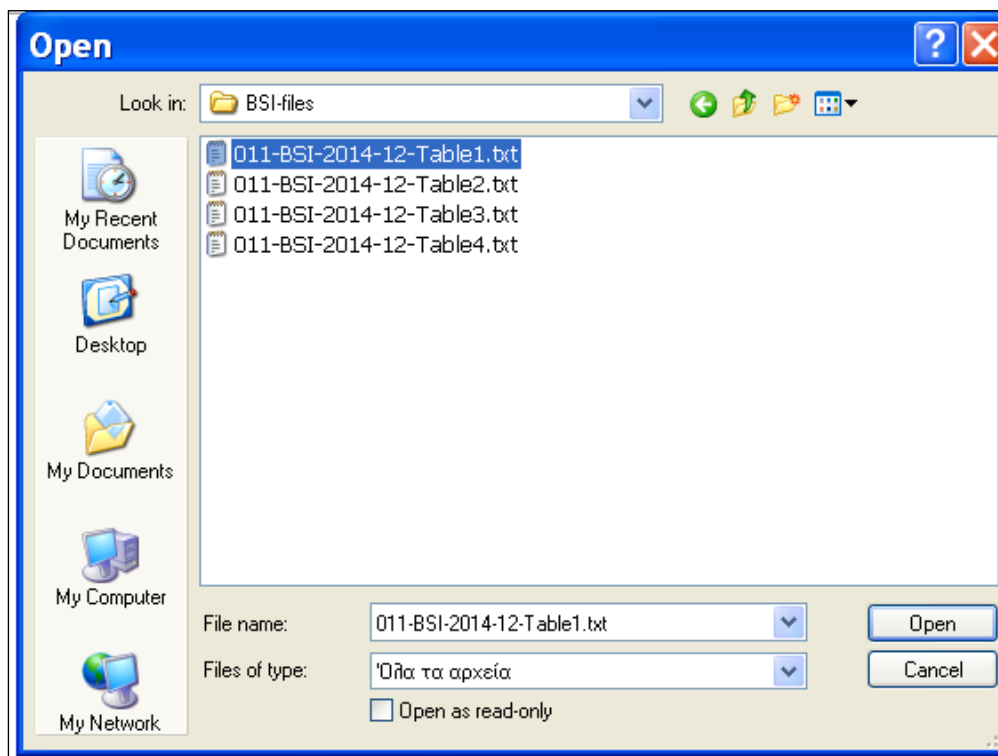 Open
Look in: BSI-files
My Recent
Documents
Desktop
My Documents
My Computer
My Network
011-BSI-2014-12-Table1.txt
011-BSI-2014-12-Table2.txt
011-BSI-2014-12-Table3.txt
011-BSI-2014-12-Table4.txt
File name: 011-BSI-2014-12-Table1.txt Open
Files of type: Όλα τα αρχεία Cancel
Open as read-only